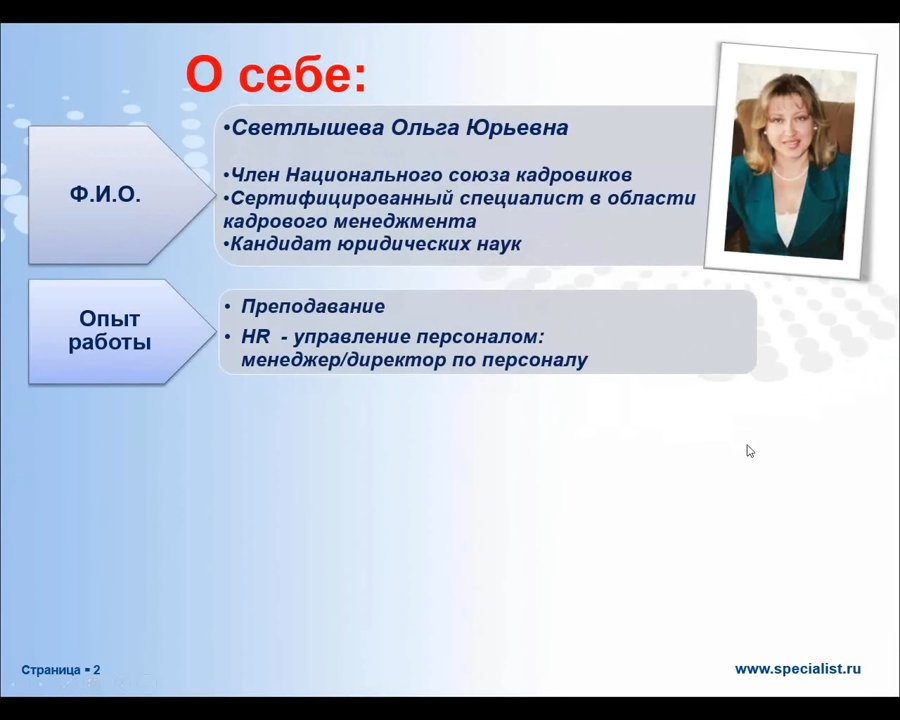 О себе:
Ф.И.О.
•Светлышева Ольга Юрьевна
•Член Национального союза кадровиков
•Сертифицированный специалист в области
кадрового менеджмента
•Кандидат юридических наук
Опыт
работы
• Преподавание
• HR - управление персоналом:
менеджер/директор по персоналу
Страница ▪ 2
www.specialist.ru